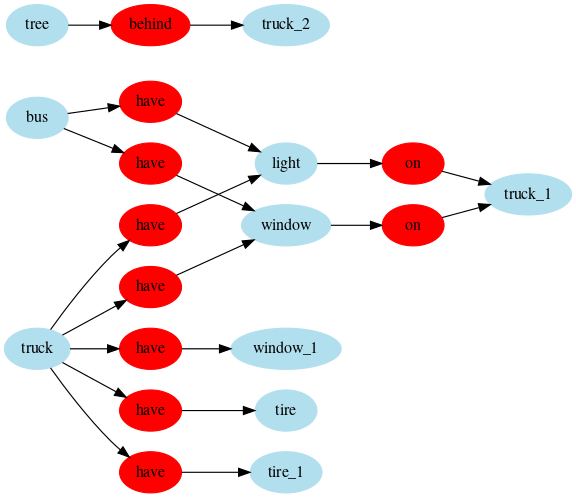 tree
behind
truck_2
bus
have
have
light
on
truck_1
have
window
on
have
truck
have
window_1
have
tire
have
tire_1